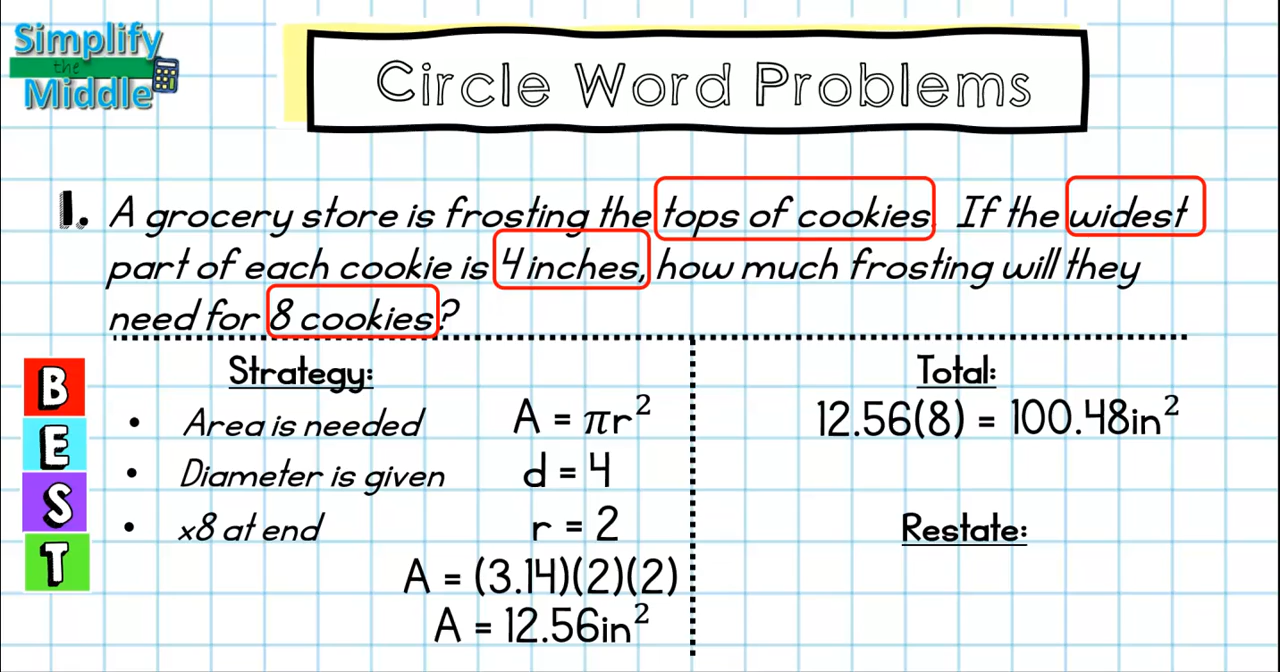 Simplify
the
Middle
Circle Word Problems
1. A grocery store is frosting the tops of cookies. If the widest
part of each cookie is 4 inches, how much frosting will they
need for 8 cookies?
B
E
S
T
Strategy:
• Area is needed
• Diameter is given
• x8 at end
A = πr²
d = 4
r = 2
A = (3.14)(2)(2)
A = 12.56in²
Total:
12.56(8) = 100.48in²
Restate: